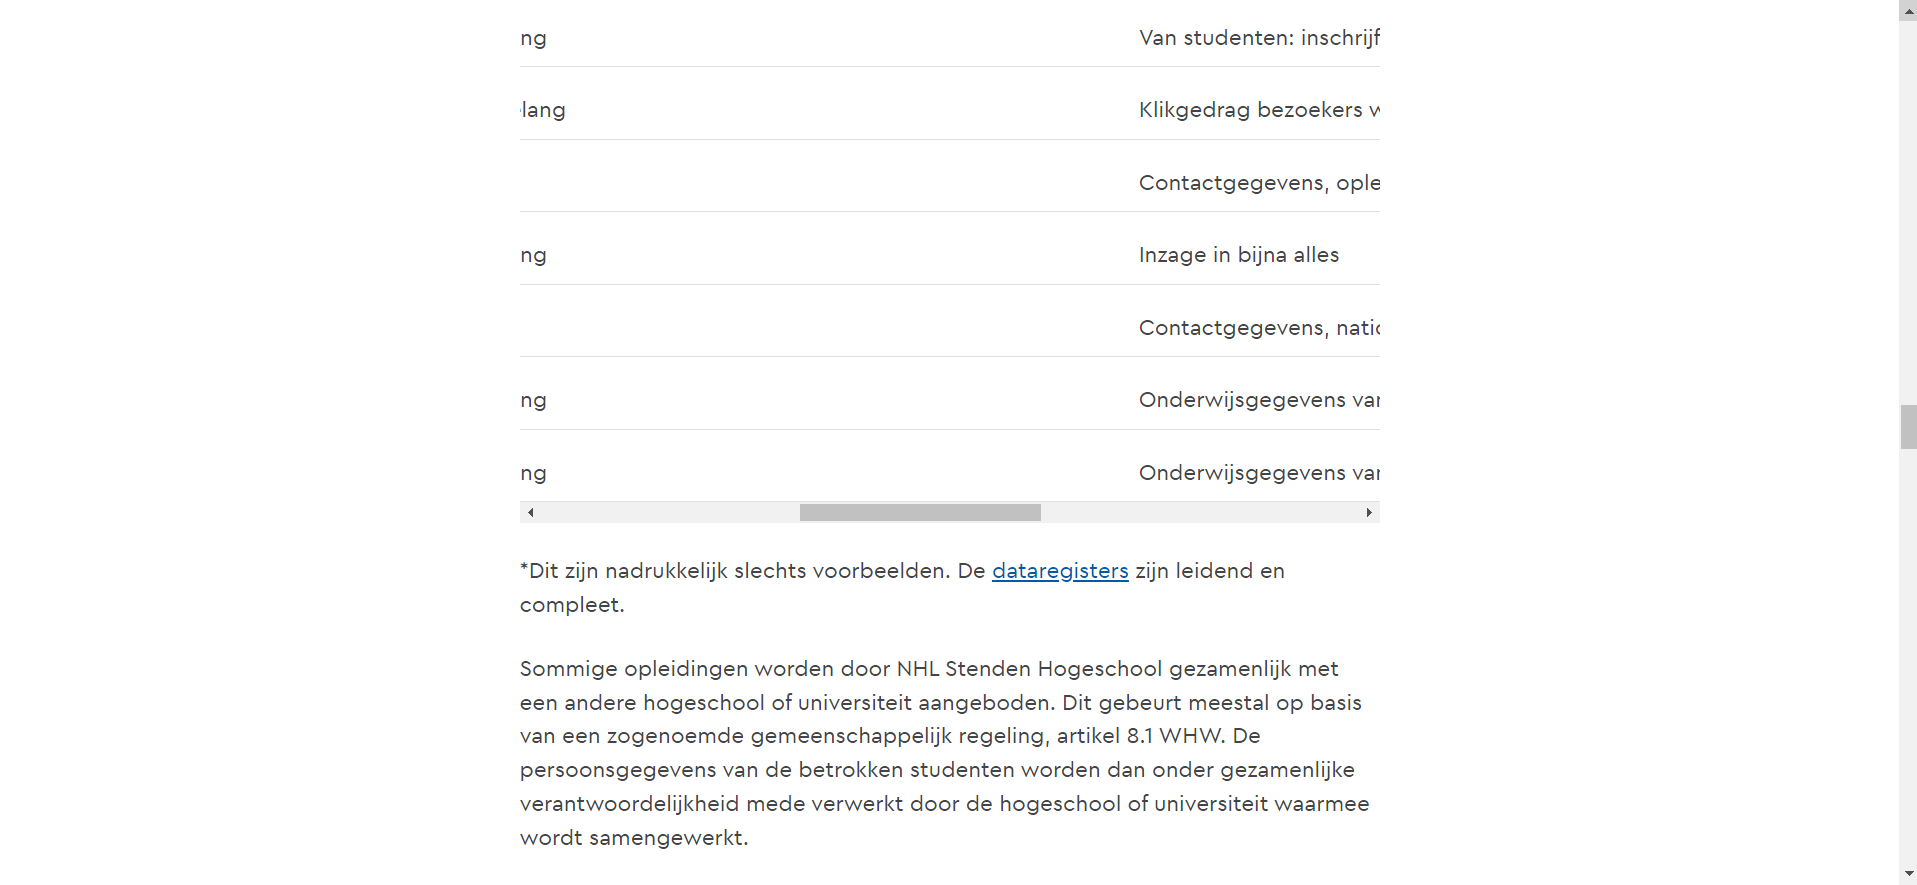 ng Van studenten: inschrijf
lang Klikgedrag bezoekers w
Contactgegevens, ople
ng Inzage in bijna alles
Contactgegevens, natio
ng Onderwijsgegevens van
ng Onderwijsgegevens van
*Dit zijn nadrukkelijk slechts voorbeelden. De dataregisters zijn leidend en
compleet.
Sommige opleidingen worden door NHL Stenden Hogeschool gezamenlijk met
een andere hogeschool of universiteit aangeboden. Dit gebeurt meestal op basis
van een zogenoemde gemeenschappelijk regeling, artikel 8.1 WHW. De
persoonsgegevens van de betrokken studenten worden dan onder gezamenlijke
verantwoordelijkheid mede verwerkt door de hogeschool of universiteit waarmee
wordt samengewerkt.